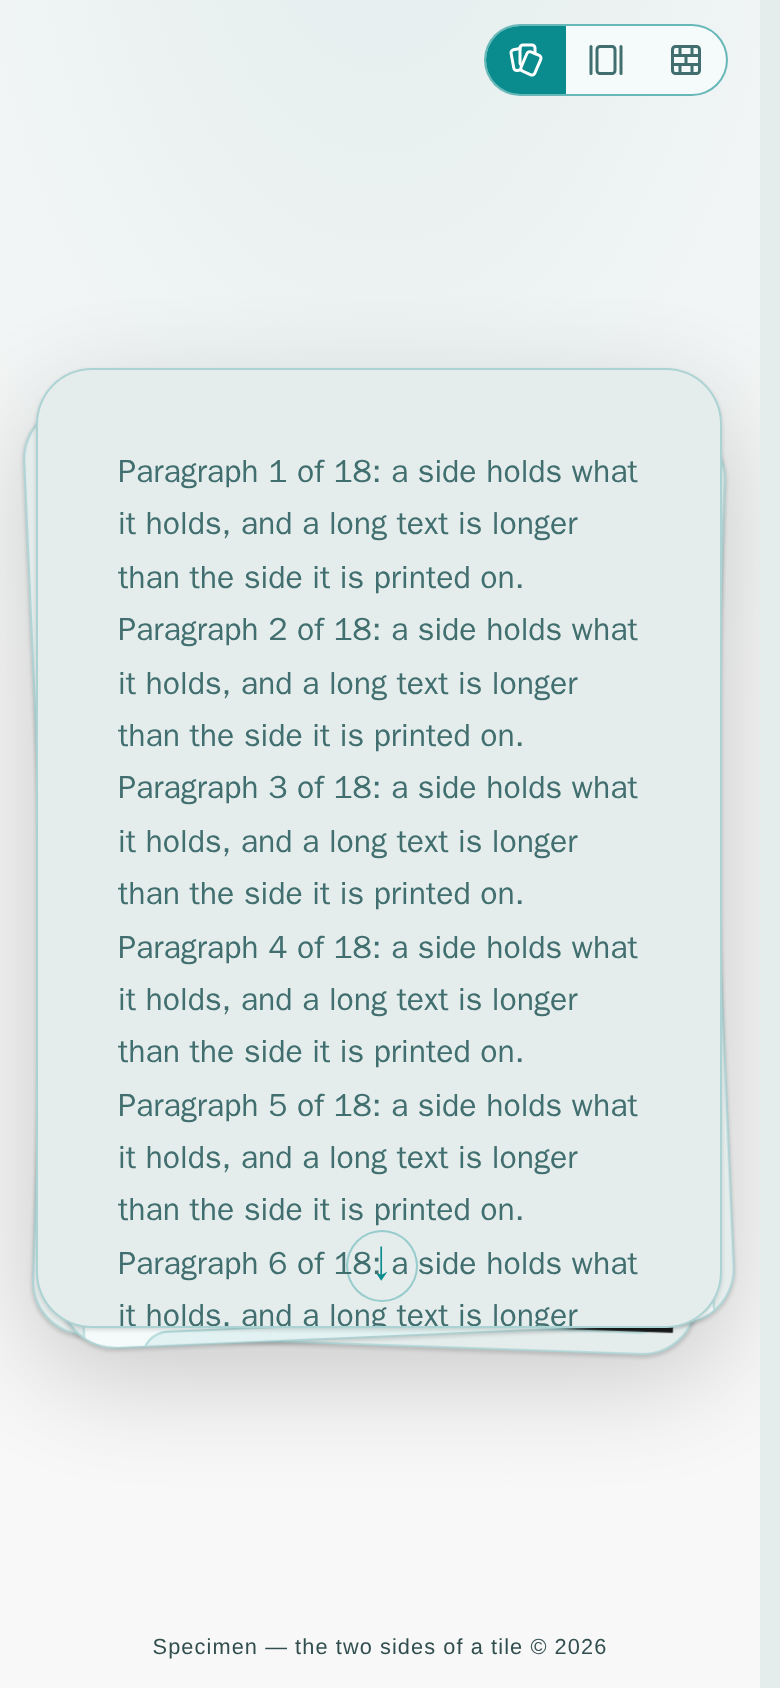 Paragraph 1 of 18: a side holds what
it holds, and a long text is longer
than the side it is printed on.
Paragraph 2 of 18: a side holds what
it holds, and a long text is longer
than the side it is printed on.
Paragraph 3 of 18: a side holds what
it holds, and a long text is longer
than the side it is printed on.
Paragraph 4 of 18: a side holds what
it holds, and a long text is longer
than the side it is printed on.
Paragraph 5 of 18: a side holds what
it holds, and a long text is longer
than the side it is printed on.
Paragraph 6 of 18: a side holds what
it holds, and a long text is longer
Specimen — the two sides of a tile © 2026